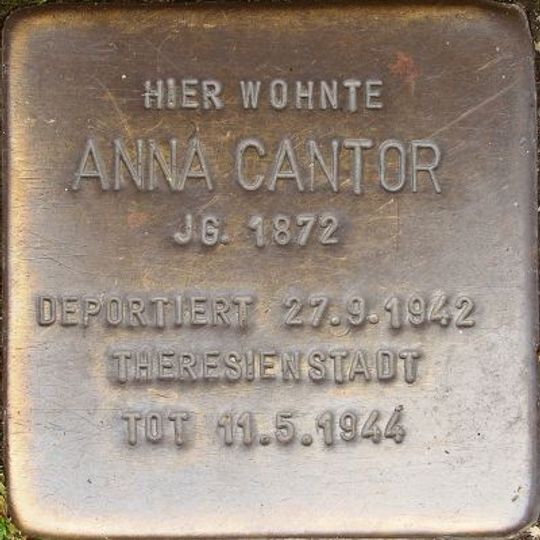 HIER WOHNTE
ANNA CANTOR
JG. 1872
DEPORTIERT 27.9.1942
THERESIENSTADT
TOT 11.5.1944